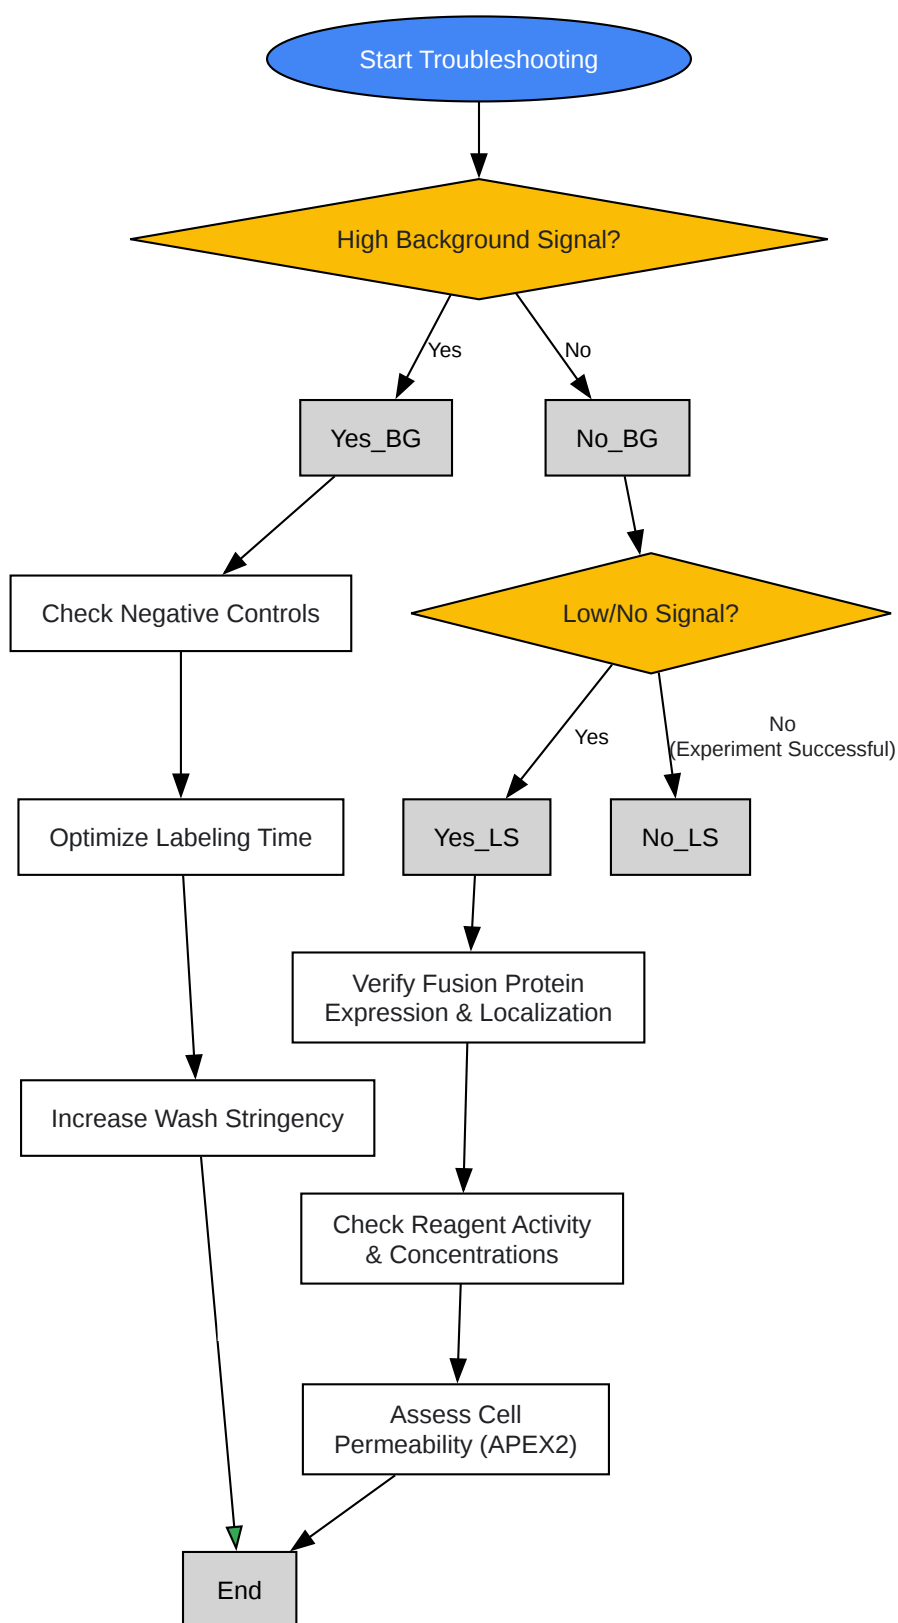 Start Troubleshooting
High Background Signal?
Yes
No
Yes_BG
No_BG
Check Negative Controls
Low/No Signal?
Yes
No
(Experiment Successful)
Optimize Labeling Time
Yes_LS
No_LS
Verify Fusion Protein
Expression & Localization
Increase Wash Stringency
Check Reagent Activity
& Concentrations
Assess Cell
Permeability (APEX2)
End